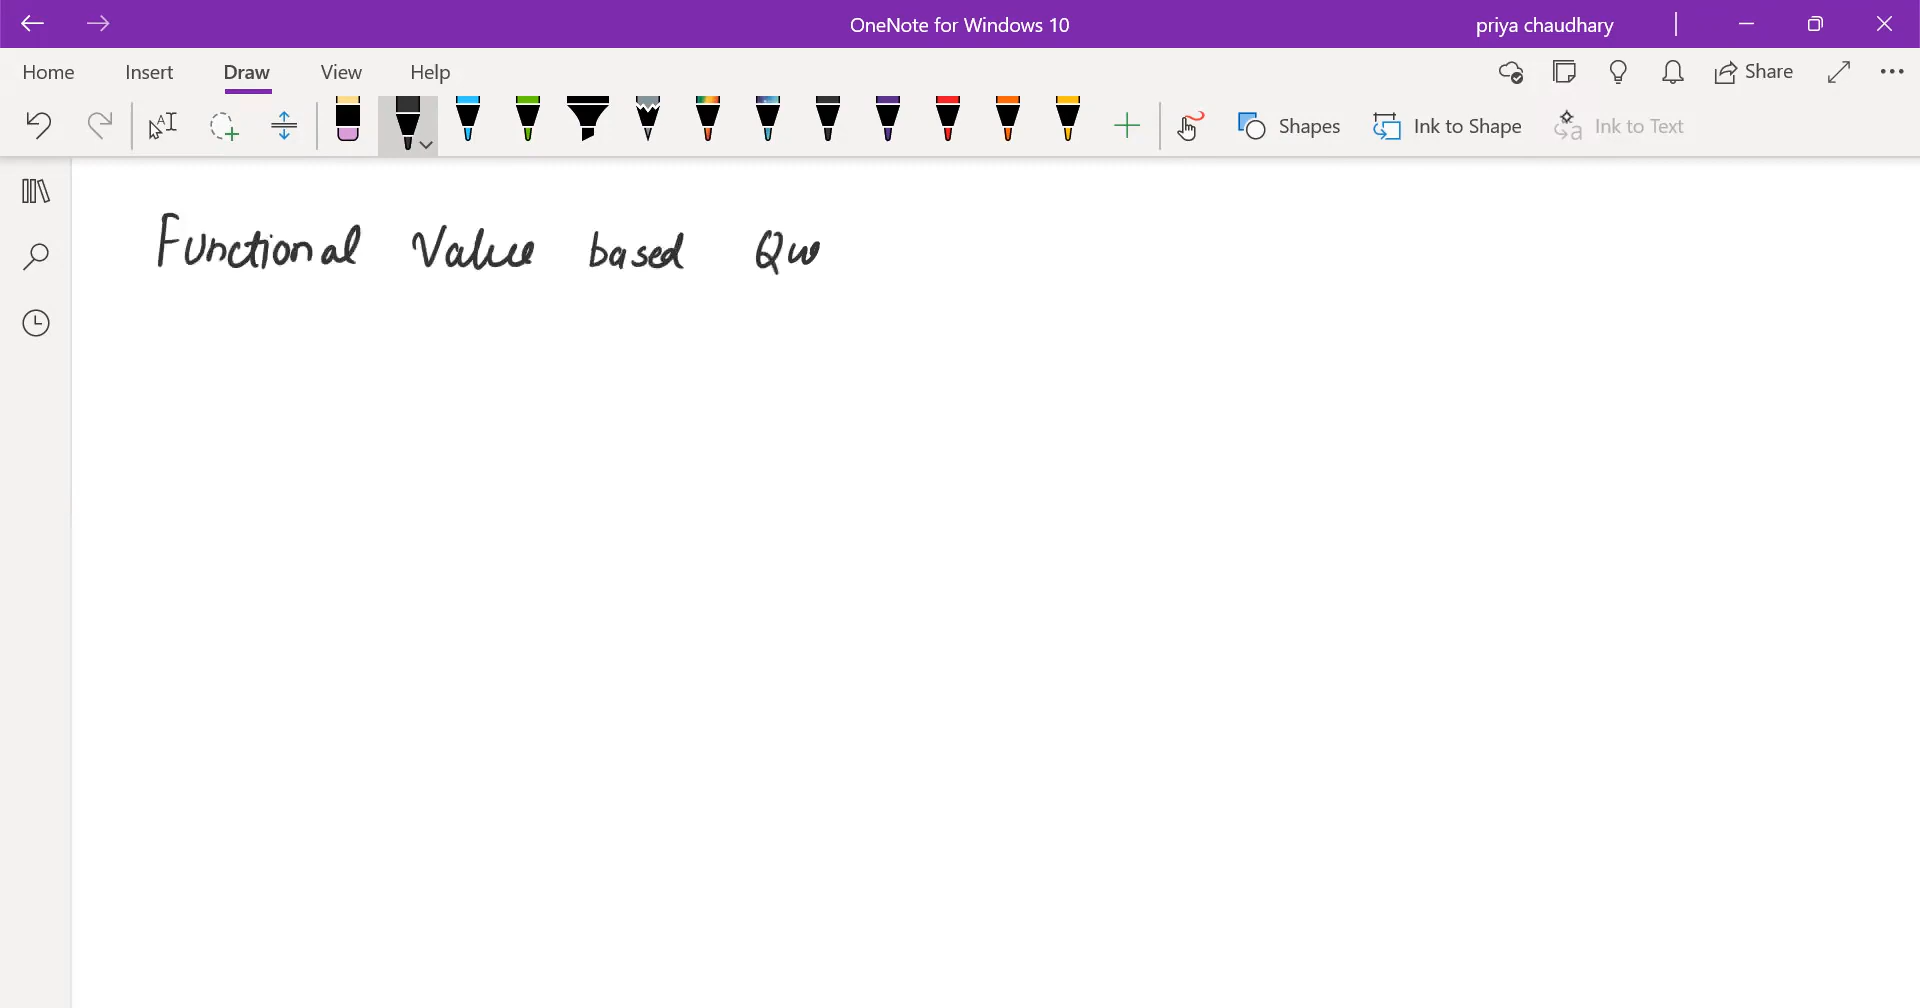 OneNote for Windows 10 priya chaudhary
Home Insert Draw View Help Share
Shapes Ink to Shape Ink to Text
Functional Value based